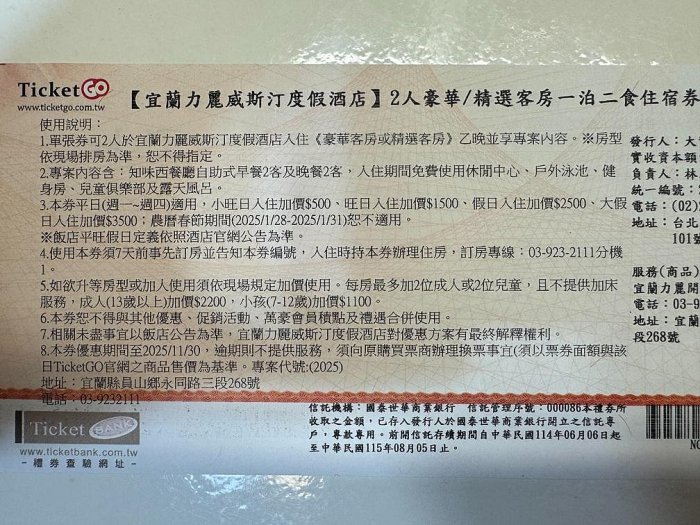 TicketGO
www.ticketgo.com.tw
【宜蘭力麗威斯汀度假酒店】2人豪華/精選客房一泊二食住宿券
使用說明：
1.單張券可2人於宜蘭力麗威斯汀度假酒店入住《豪華客房或精選客房》乙晚並享專案內容。※房型
依現場排房為準，恕不得指定。
2.專案內容含：知味西餐廳自助式早餐2客及晚餐2客，入住期間免費使用休閒中心、戶外泳池、健
身房、兒童俱樂部及露天風呂。
3.本券平日(週一~週四)適用，小旺日入住加價$500、旺日入住加價$1500、假日入住加價$2500、大假
日入住加價$3500；農曆春節期間(2025/1/28-2025/1/31)恕不適用。
※飯店平旺假日定義依照酒店官網公告為準。
4.使用本券須7天前事先訂房並告知本券編號，入住時持本券辦理住房，訂房專線：03-923-2111分機
1。
5.如欲升等房型或加人使用須依現場規定加價使用。每房最多加2位成人或2位兒童，且不提供加床
服務，成人(13歲以上)加價$2200，小孩(7-12歲)加價$1100。
6.本券恕不得與其他優惠、促銷活動、萬豪會員積點及禮遇合併使用。
7.相關未盡事宜以飯店公告為準，宜蘭力麗威斯汀度假酒店對優惠方案有最終解釋權利。
8.本券優惠期間至2025/11/30，逾期則不提供服務，須向原購買票商辦理換票事宜(須以票券面額與該
日TicketGO官網之商品售價為基準。專案代號:(2025)
地址：宜蘭縣員山鄉永同路三段268號
電話：03-9232111
發行人：大
實收資本額
負責人：林
統一編號：
電話：(02)
地址：台北
101號
服務(商品)
宜蘭力麗開
電話：03-9
地址：宜蘭
段268號
Ticket BANK
www.ticketbank.com.tw
－禮券查驗網址－
信託機構：國泰世華商業銀行 信託管理序號：000086本禮券所
收取之金額，已存入發行人於國泰世華商業銀行開立之信託專
戶，專款專用。前開信託存續期間自中華民國114年06月06日起
至中華民國115年08月05日止。
NO